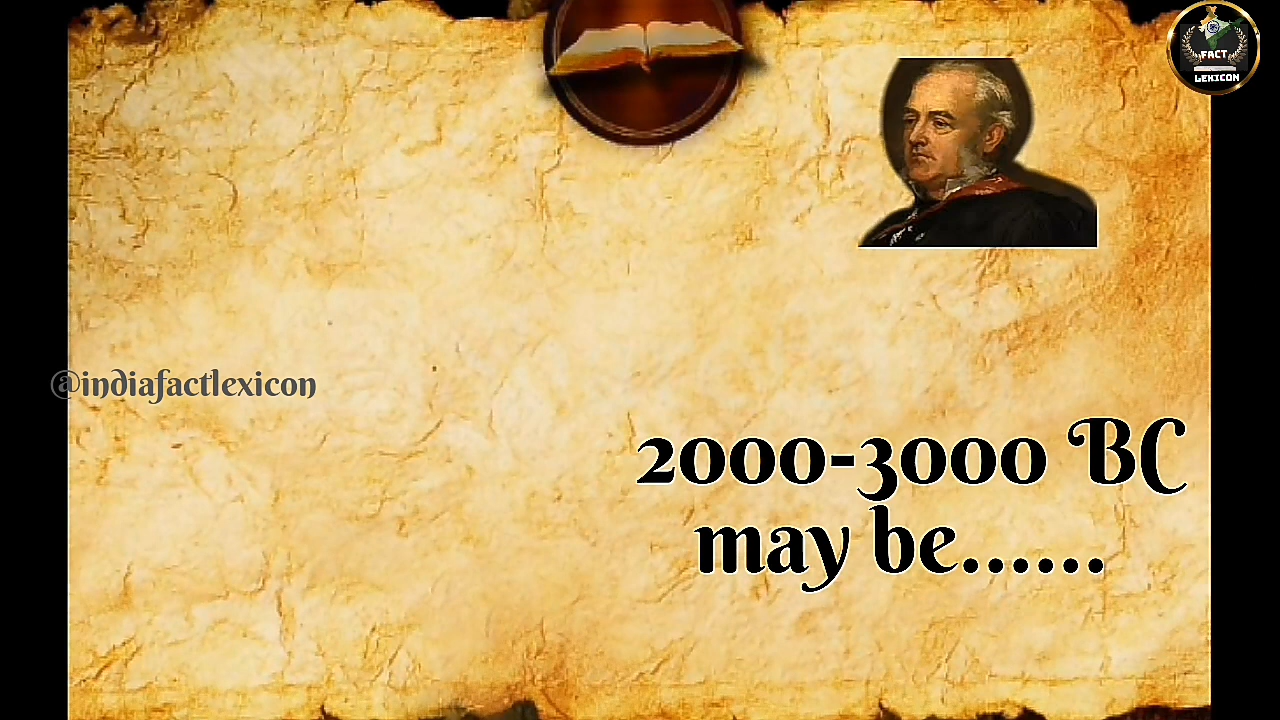 FACT
LEXICON
@indiafactlexicon
2000-3000 BC
may be......